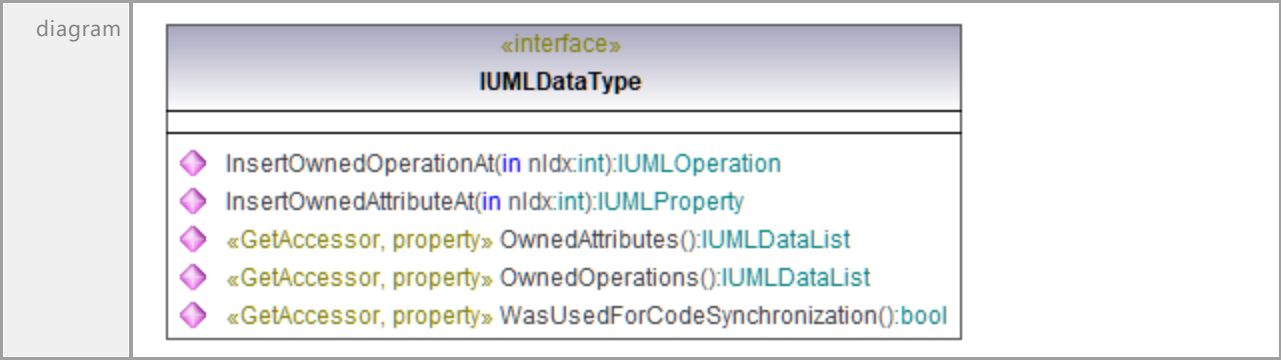 diagram
«interface»
IUMLDataType
InsertOwnedOperationAt(in nIdx:int):IUMLOperation
InsertOwnedAttributeAt(in nIdx:int):IUMLProperty
«GetAccessor, property» OwnedAttributes():IUMLDataList
«GetAccessor, property» OwnedOperations():IUMLDataList
«GetAccessor, property» WasUsedForCodeSynchronization():bool